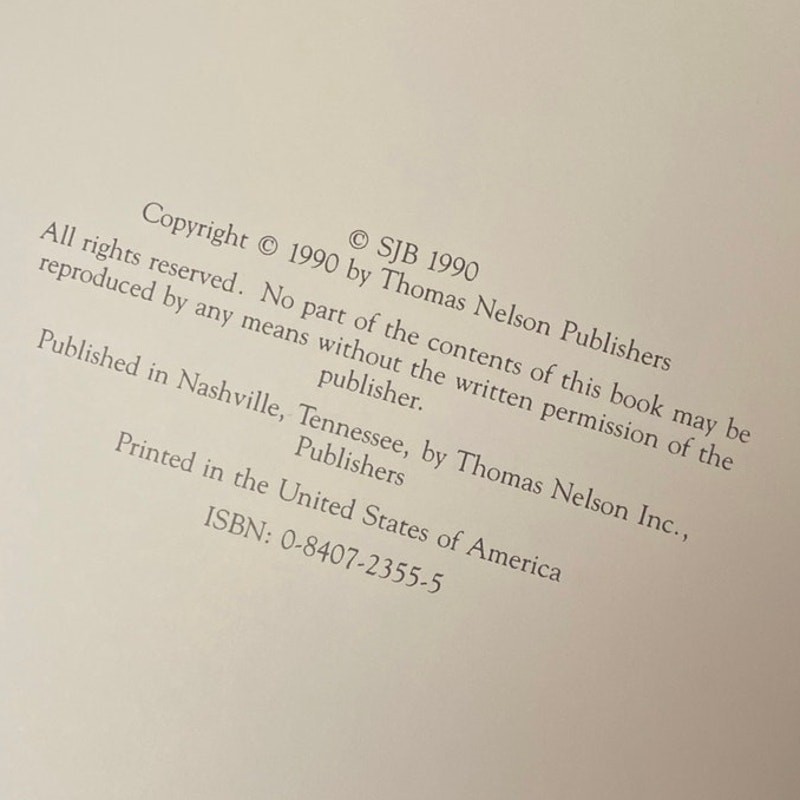 © SJB 1990
Copyright © 1990 by Thomas Nelson Publishers
All rights reserved. No part of the contents of this book may be
reproduced by any means without the written permission of the
publisher.
Published in Nashville, Tennessee, by Thomas Nelson Inc.,
Publishers
Printed in the United States of America
ISBN: 0-8407-2355-5